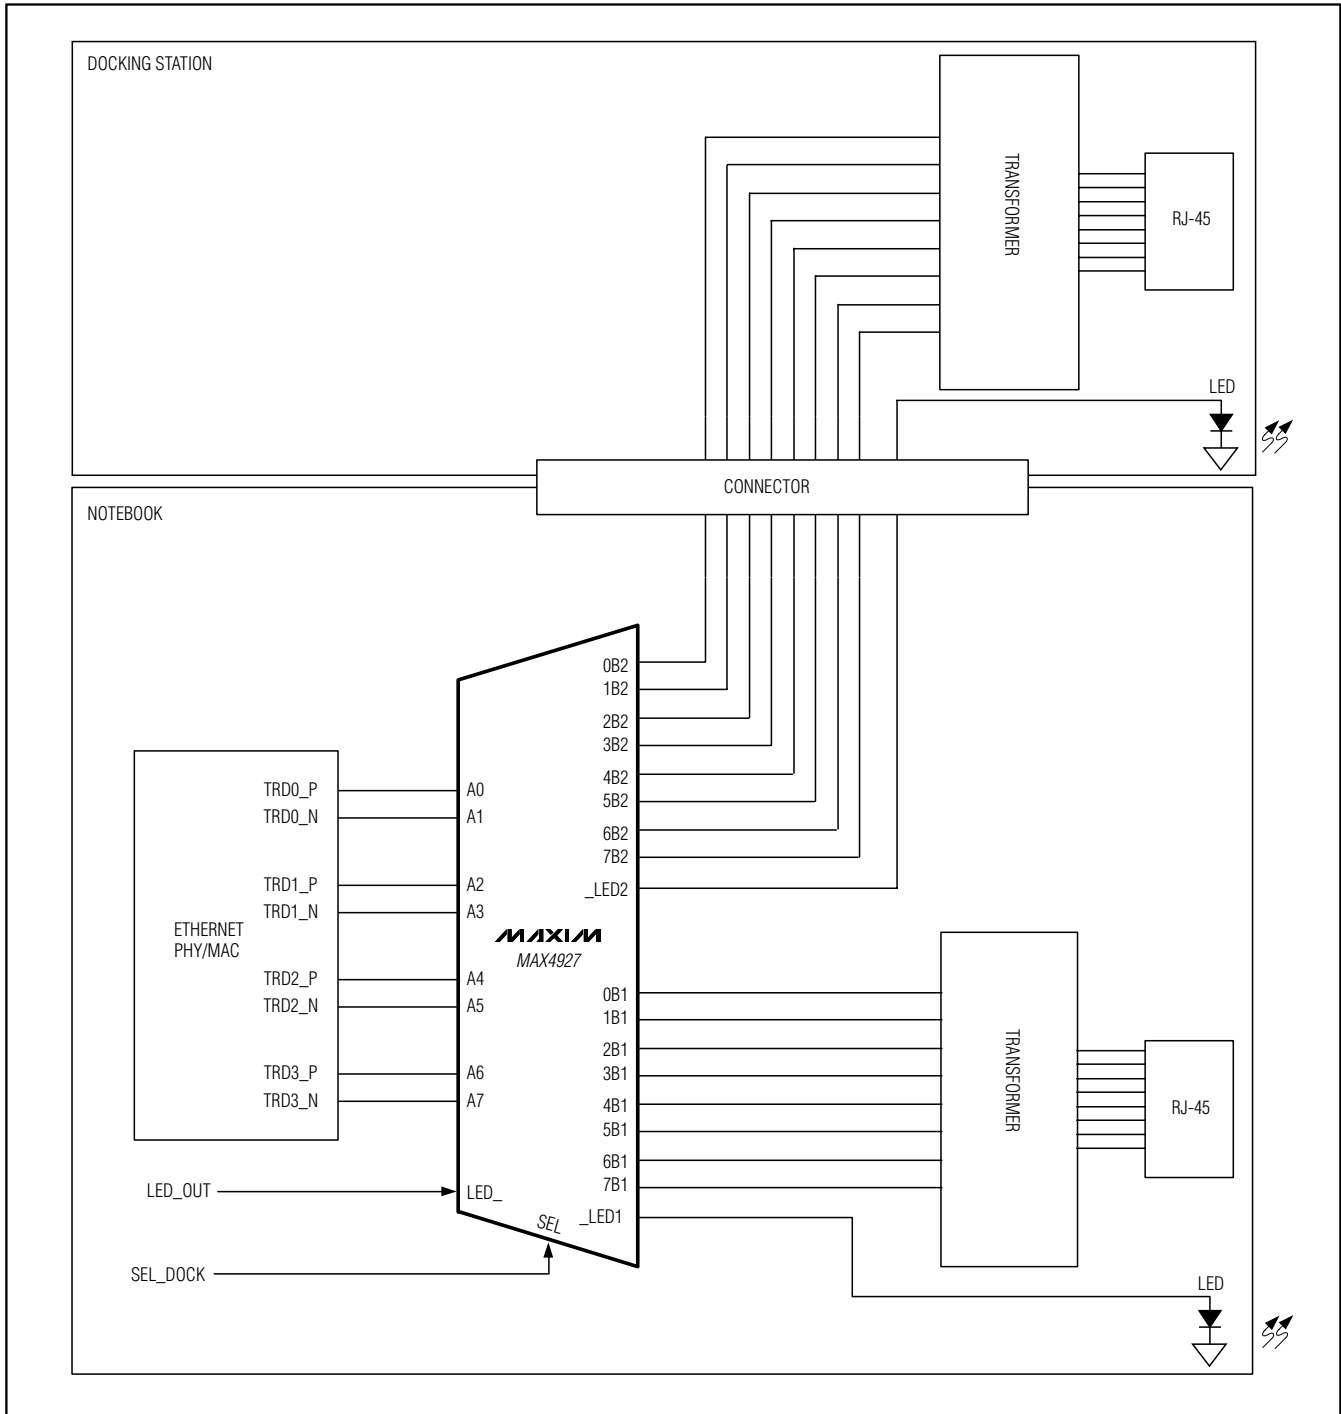 DOCKING STATION
TRANSFORMER
RJ-45
LED
CONNECTOR
NOTEBOOK
0B2
1B2
2B2
3B2
4B2
5B2
6B2
7B2
_LED2
TRD0_P
TRD0_N
TRD1_P
TRD1_N
TRD2_P
TRD2_N
TRD3_P
TRD3_N
ETHERNET
PHY/MAC
A0
A1
A2
A3
A4
A5
A6
A7
MAXIM
MAX4927
0B1
1B1
2B1
3B1
4B1
5B1
6B1
7B1
_LED1
TRANSFORMER
RJ-45
LED_OUT
LED_
SEL
SEL_DOCK
LED